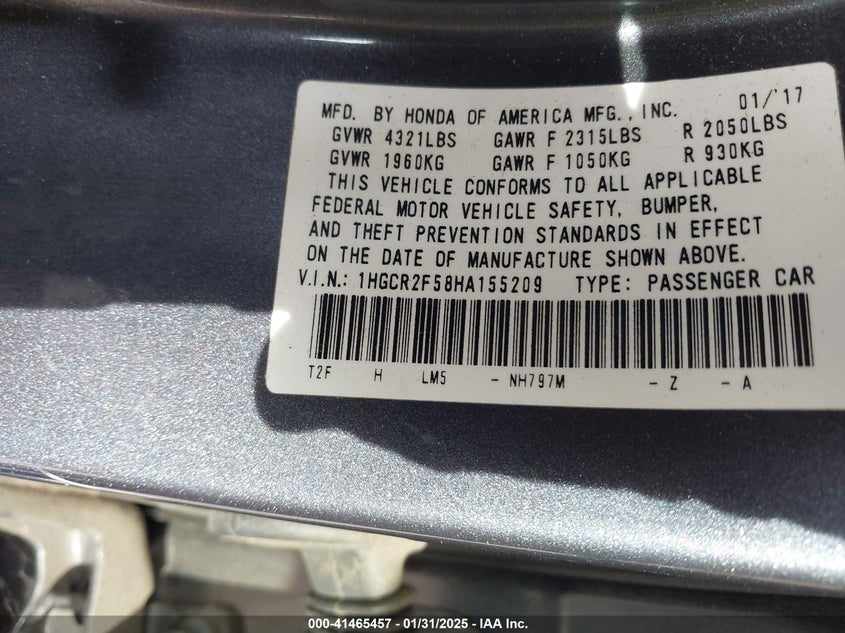 MFD. BY HONDA OF AMERICA MFG., INC. 01/'17
GVWR 4321LBS GAWR F 2315LBS R 2050LBS
GVWR 1960KG GAWR F 1050KG R 930KG
THIS VEHICLE CONFORMS TO ALL APPLICABLE
FEDERAL MOTOR VEHICLE SAFETY, BUMPER,
AND THEFT PREVENTION STANDARDS IN EFFECT
ON THE DATE OF MANUFACTURE SHOWN ABOVE.
V.I.N.: 1HGCR2F58HA155209 TYPE: PASSENGER CAR
T2F H LM5 - NH797M - Z - A
000-41465457 - 01/31/2025 - IAA Inc.